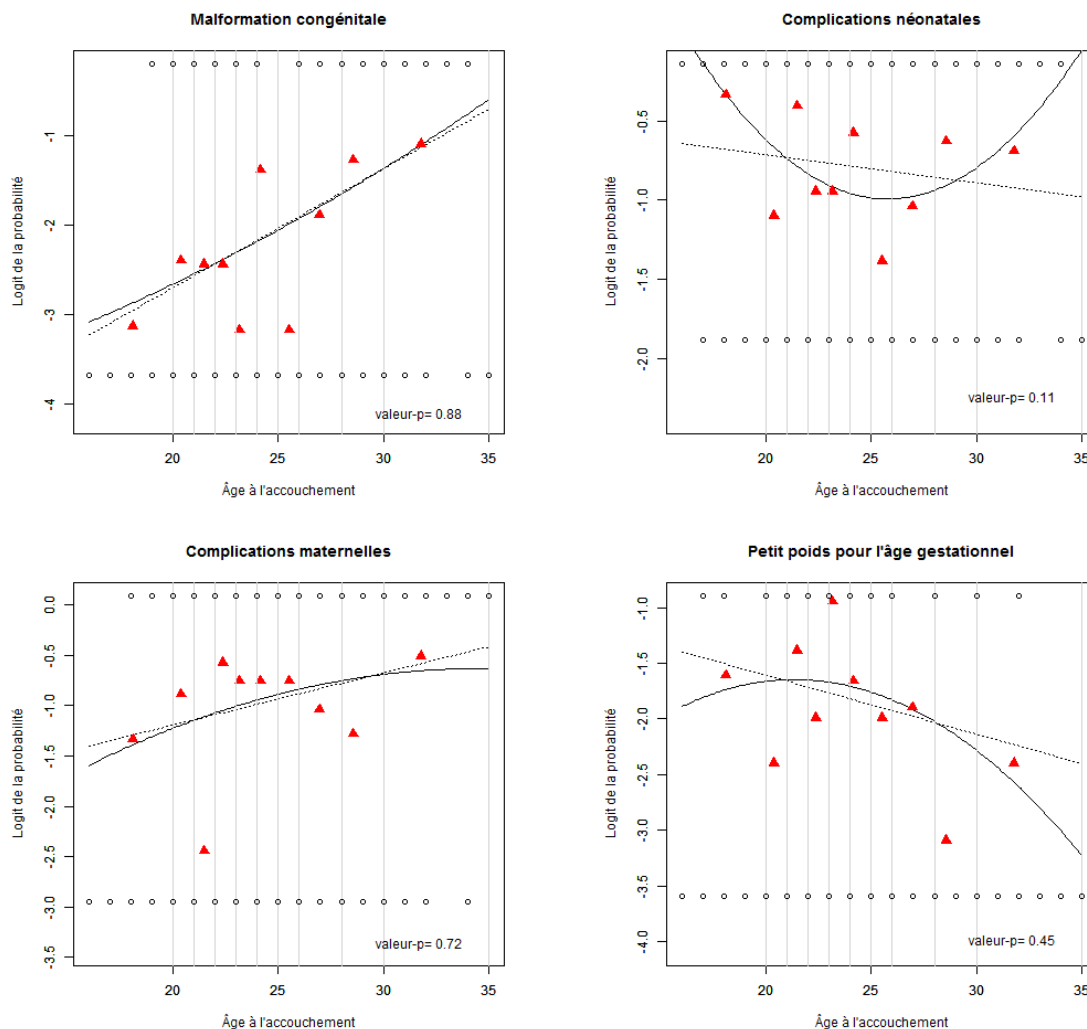 Malformation congénitale
Logit de la probabilité
-1
-2
-3
-4
valeur-p= 0.88
20 25 30 35
Âge à l'accouchement
Complications néonatales
Logit de la probabilité
-0.5
-1.0
-1.5
-2.0
valeur-p= 0.11
20 25 30 35
Âge à l'accouchement
Complications maternelles
Logit de la probabilité
0.0
-0.5
-1.0
-1.5
-2.0
-2.5
-3.0
-3.5
valeur-p= 0.72
20 25 30 35
Âge à l'accouchement
Petit poids pour l'âge gestationnel
Logit de la probabilité
-1.0
-1.5
-2.0
-2.5
-3.0
-3.5
-4.0
valeur-p= 0.45
20 25 30 35
Âge à l'accouchement